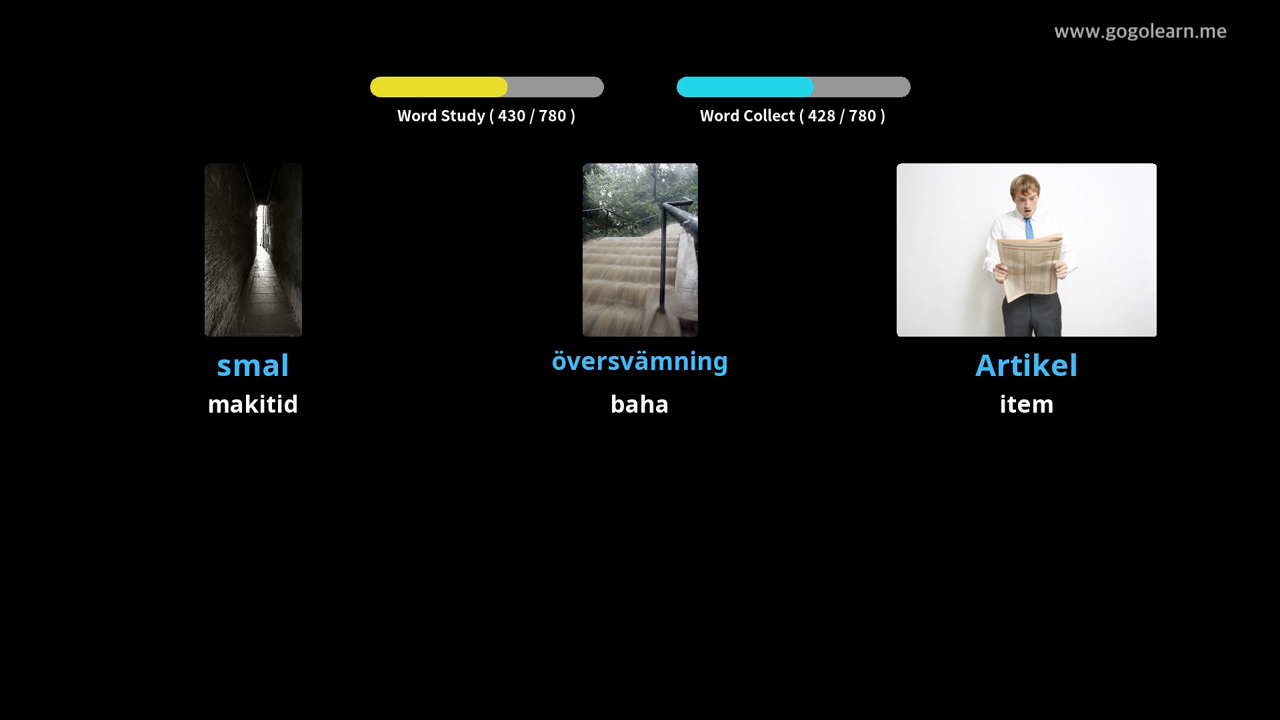 www.gogolearn.me
Word Study ( 430 / 780 )
Word Collect ( 428 / 780 )
smal
översvämning
Artikel
makitid
baha
item